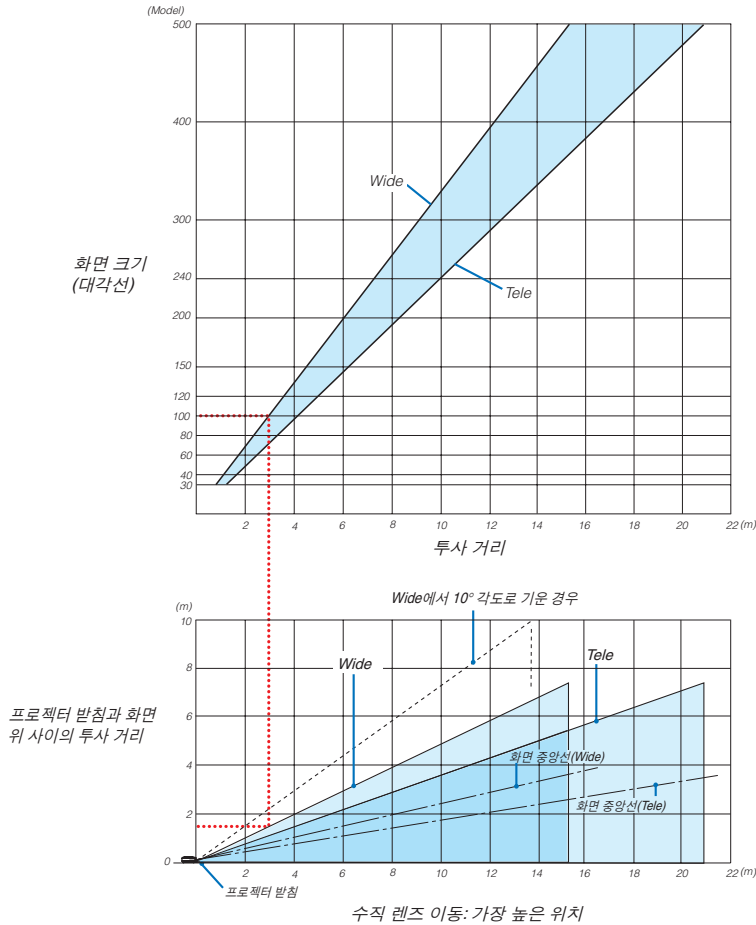 (Model)
500
400
300
240
200
150
120
100
80
60
40
30
Wide
Tele
화면 크기
(대각선)
2 4 6 8 10 12 14 16 18 20 22 (m)
투사 거리
(m)
10
8
6
4
2
0
Wide에서 10° 각도로 기운 경우
Wide
Tele
프로젝터 받침과 화면
위 사이의 투사 거리
화면 중앙선(Wide)
화면 중앙선(Tele)
2 4 6 8 10 12 14 16 18 20 22 (m)
프로젝터 받침
수직 렌즈 이동: 가장 높은 위치